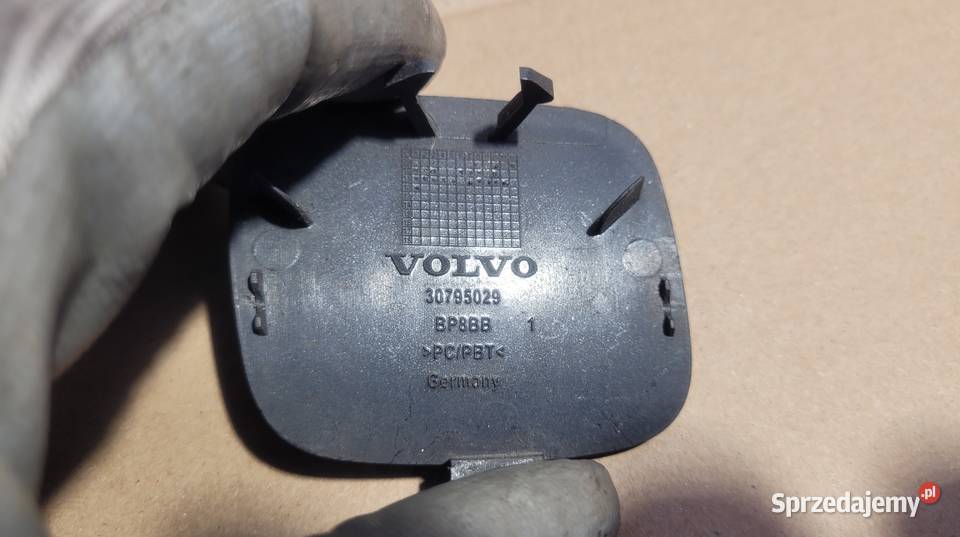 VOLVO
30795029
BP8BB 1
>PC/PBT<
Germany
Sprzedajemy.pl